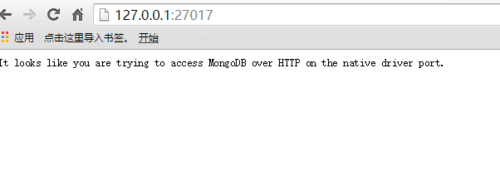 127.0.0.1:27017
应用 点击这里导入书签。 开始
It looks like you are trying to access MongoDB over HTTP on the native driver port.